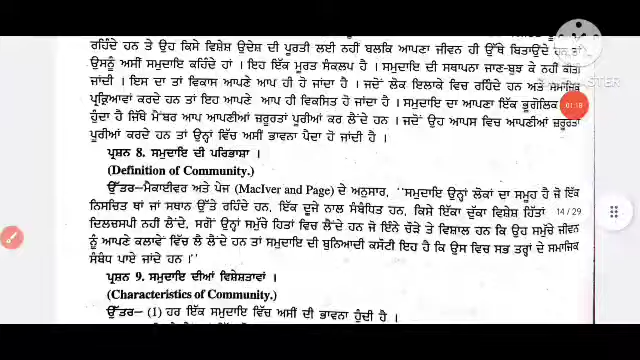 ਰਹਿੰਦੇ ਹਨ ਤੇ ਉਹ ਕਿਸੇ ਵਿਸ਼ੇਸ਼ ਉਦੇਸ਼ ਦੀ ਪੂਰਤੀ ਲਈ ਨਹੀਂ ਬਲਕਿ ਆਪਣਾ ਜੀਵਨ ਹੀ ਉੱਥੇ ਬਿਤਾਉਂਦੇ ਹਨ ਤਾਂ
ਉਸਨੂੰ ਅਸੀਂ ਸਮੁਦਾਇ ਕਹਿੰਦੇ ਹਾਂ । ਇਹ ਇੱਕ ਮੂਰਤ ਸੰਕਲਪ ਹੈ । ਸਮੁਦਾਇ ਦੀ ਸਥਾਪਨਾ ਜਾਣ-ਬੁਝ ਕੇ ਨਹੀਂ ਕੀਤੀ
ਜਾਂਦੀ । ਇਸ ਦਾ ਤਾਂ ਵਿਕਾਸ ਆਪਣੇ ਆਪ ਹੀ ਹੋ ਜਾਂਦਾ ਹੈ । ਜਦੋਂ ਲੋਕ ਇਲਾਕੇ ਵਿਚ ਰਹਿੰਦੇ ਹਨ ਅਤੇ ਸਮਾਜਿਕ STER
ਪ੍ਰਕ੍ਰਿਆਵਾਂ ਕਰਦੇ ਹਨ ਤਾਂ ਇਹ ਆਪਣੇ ਆਪ ਹੀ ਵਿਕਸਿਤ ਹੋ ਜਾਂਦਾ ਹੈ । ਸਮੁਦਾਇ ਦਾ ਆਪਣਾ ਇੱਕ ਭੂਗੋਲਿਕ 01:19
ਹੁੰਦਾ ਹੈ ਜਿੱਥੇ ਮੈਂਬਰ ਆਪ ਆਪਣੀਆਂ ਜ਼ਰੂਰਤਾਂ ਪੂਰੀਆਂ ਕਰ ਲੈਂਦੇ ਹਨ । ਜਦੋਂ ਉਹ ਆਪਸ ਵਿਚ ਆਪਣੀਆਂ ਜ਼ਰੂਰਤਾਂ
ਪੂਰੀਆਂ ਕਰਦੇ ਹਨ ਤਾਂ ਉਨ੍ਹਾਂ ਵਿੱਚ ਅਸੀਂ ਭਾਵਨਾ ਪੈਦਾ ਹੋ ਜਾਂਦੀ ਹੈ ।
ਪ੍ਰਸ਼ਨ 8. ਸਮੁਦਾਇ ਦੀ ਪਰਿਭਾਸ਼ਾ ।
(Definition of Community.)
ਉੱਤਰ– ਮੈਕਾਈਵਰ ਅਤੇ ਪੇਜ (MacIver and Page) ਦੇ ਅਨੁਸਾਰ, ''ਸਮੁਦਾਇ ਉਨ੍ਹਾਂ ਲੋਕਾਂ ਦਾ ਸਮੂਹ ਹੈ ਜੋ ਇੱਕ
ਨਿਸਚਿਤ ਥਾਂ ਜਾਂ ਸਥਾਨ ਉੱਤੇ ਰਹਿੰਦੇ ਹਨ, ਇੱਕ ਦੂਜੇ ਨਾਲ ਸੰਬੰਧਿਤ ਹਨ, ਕਿਸੇ ਇੱਕਾ ਦੁੱਕਾ ਵਿਸ਼ੇਸ਼ ਹਿੱਤਾਂ 14/29
ਦਿਲਚਸਪੀ ਨਹੀਂ ਲੈਂਦੇ, ਸਗੋਂ ਉਨ੍ਹਾਂ ਸਮੁੱਚੇ ਹਿਤਾਂ ਵਿਚ ਲੈਂਦੇ ਹਨ ਜੋ ਇੰਨੇ ਚੌੜੇ ਤੇ ਵਿਸ਼ਾਲ ਹਨ ਕਿ ਉਹ ਸਮੁੱਚੇ ਜੀਵਨ
ਨੂੰ ਆਪਣੇ ਕਲਾਵੇ ਵਿੱਚ ਲੈ ਲੈਂਦੇ ਹਨ ਤਾਂ ਸਮੁਦਾਇ ਦੀ ਬੁਨਿਆਦੀ ਕਸੌਟੀ ਇਹ ਹੈ ਕਿ ਉਸ ਵਿਚ ਸਭ ਤਰ੍ਹਾਂ ਦੇ ਸਮਾਜਿਕ
ਸੰਬੰਧ ਪਾਏ ਜਾਂਦੇ ਹਨ ।''
ਪ੍ਰਸ਼ਨ 9. ਸਮੁਦਾਇ ਦੀਆਂ ਵਿਸ਼ੇਸ਼ਤਾਵਾਂ ।
(Characteristics of Community.)
ਉੱਤਰ– (1) ਹਰ ਇੱਕ ਸਮੁਦਾਇ ਵਿੱਚ ਅਸੀਂ ਦੀ ਭਾਵਨਾ ਹੁੰਦੀ ਹੈ ।